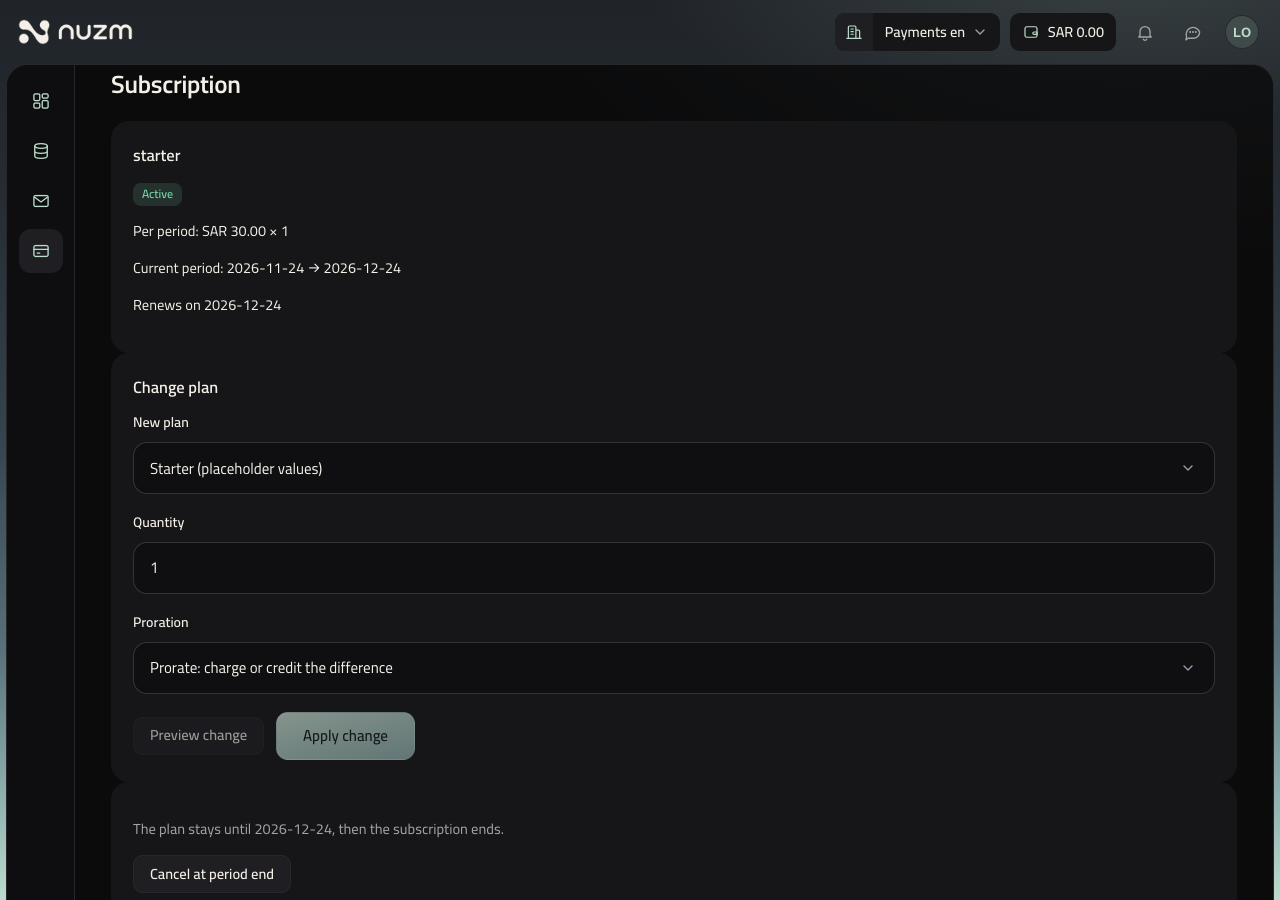 nuzm
Payments en
SAR 0.00
LO
Subscription
starter
Active
Per period: SAR 30.00 × 1
Current period: 2026-11-24 → 2026-12-24
Renews on 2026-12-24
Change plan
New plan
Starter (placeholder values)
Quantity
1
Proration
Prorate: charge or credit the difference
Preview change
Apply change
The plan stays until 2026-12-24, then the subscription ends.
Cancel at period end